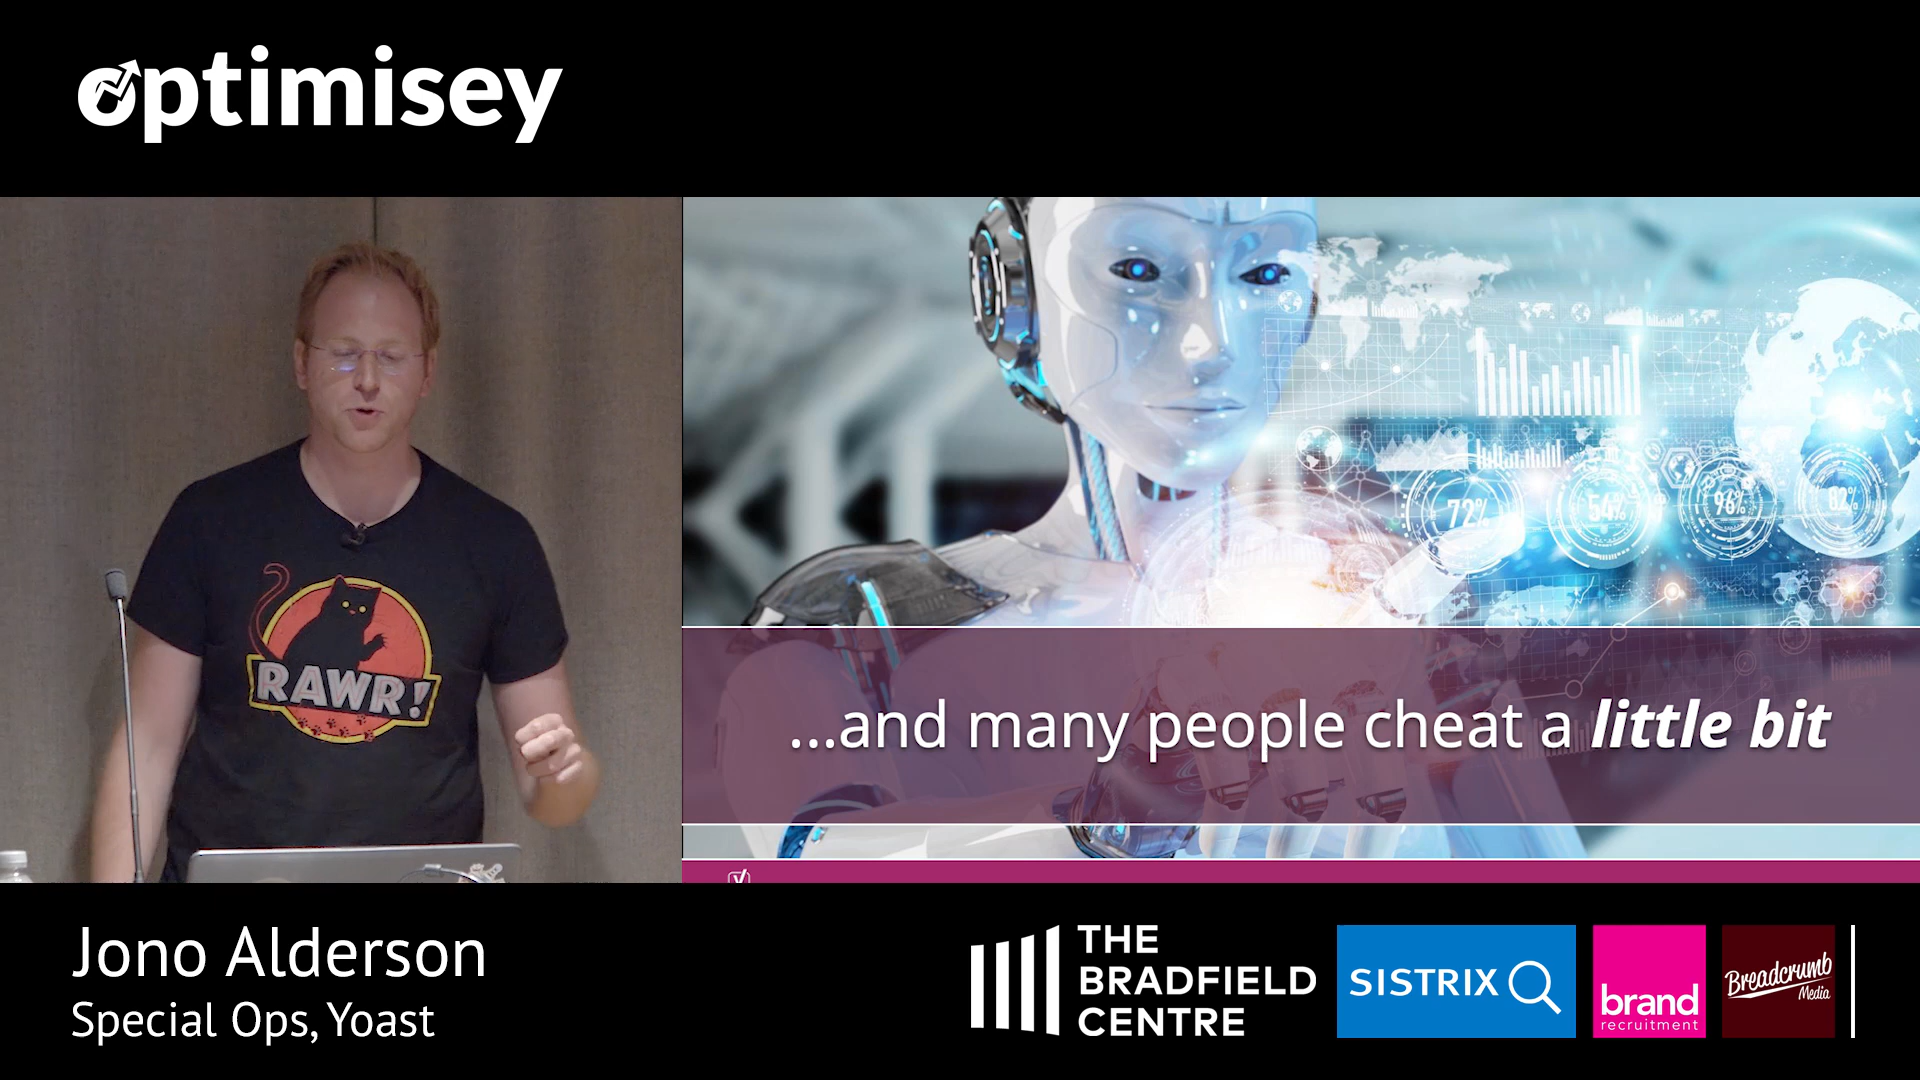 optimisey
RAWR!
72%
54%
96%
82%
...and many people cheat a little bit
Jono Alderson
Special Ops, Yoast
THE
BRADFIELD
CENTRE
SISTRIX
brand
recruitment
Breadcrumb
Media